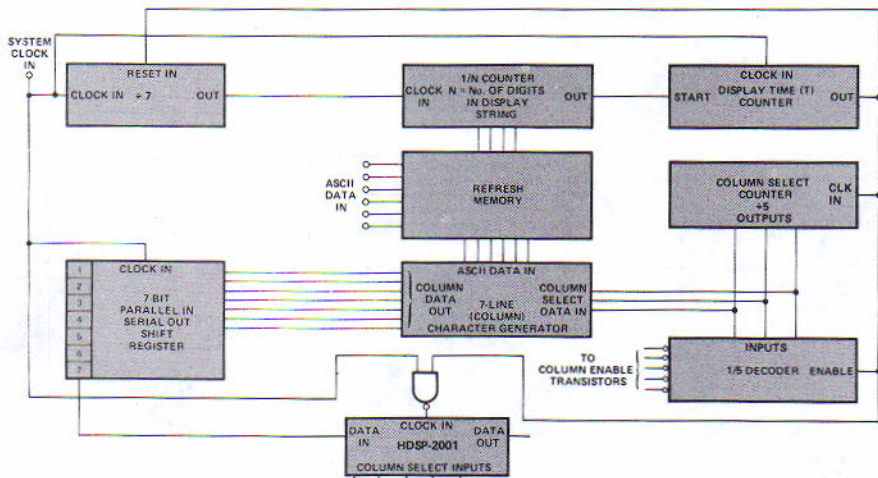 SYSTEM
CLOCK
IN
RESET IN
CLOCK IN ÷7 OUT
1/N COUNTER
CLOCK N = No. OF DIGITS OUT
IN IN DISPLAY
STRING
CLOCK IN
START DISPLAY TIME (T) OUT
COUNTER
ASCII
DATA
IN
REFRESH
MEMORY
COLUMN SELECT CLK
COUNTER IN
÷5
OUTPUTS
1
2
3
4
5
6
7
CLOCK IN
7-BIT
PARALLEL IN
SERIAL OUT
SHIFT
REGISTER
ASCII DATA IN
COLUMN COLUMN
DATA SELECT
OUT 7-LINE DATA IN
(COLUMN)
CHARACTER GENERATOR
TO
COLUMN ENABLE
TRANSISTORS
INPUTS
1/5 DECODER ENABLE
CLOCK IN
DATA DATA
IN HDSP-2001 OUT
COLUMN SELECT INPUTS